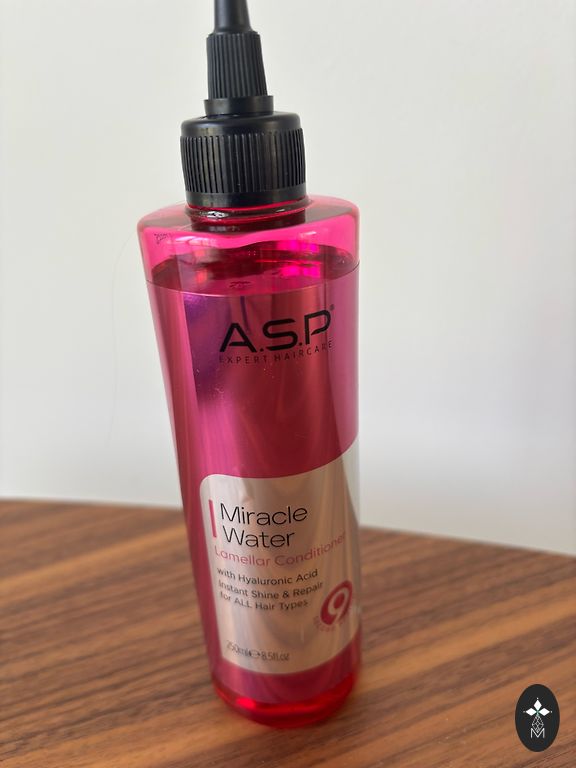 A.S.P®
EXPERT HAIRCARE
Miracle
Water
Lamellar Conditioner
with Hyaluronic Acid
Instant Shine & Repair
for ALL Hair Types
9
250ml e 8.5fl.oz
M